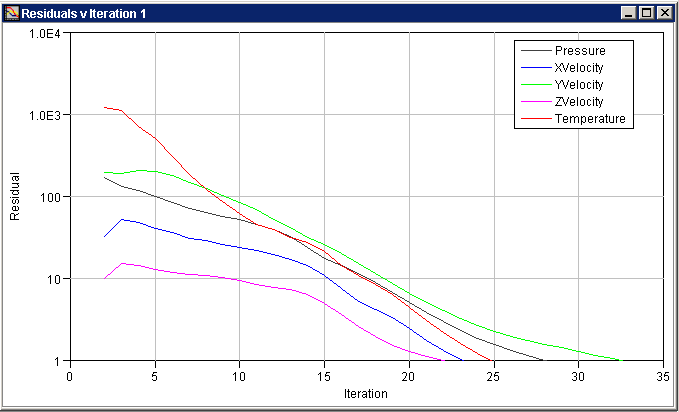 Residuals v Iteration 1
1.0E4
1.0E3
100
10
1
Residual
Pressure
XVelocity
YVelocity
ZVelocity
Temperature
0 5 10 15 20 25 30 35
Iteration